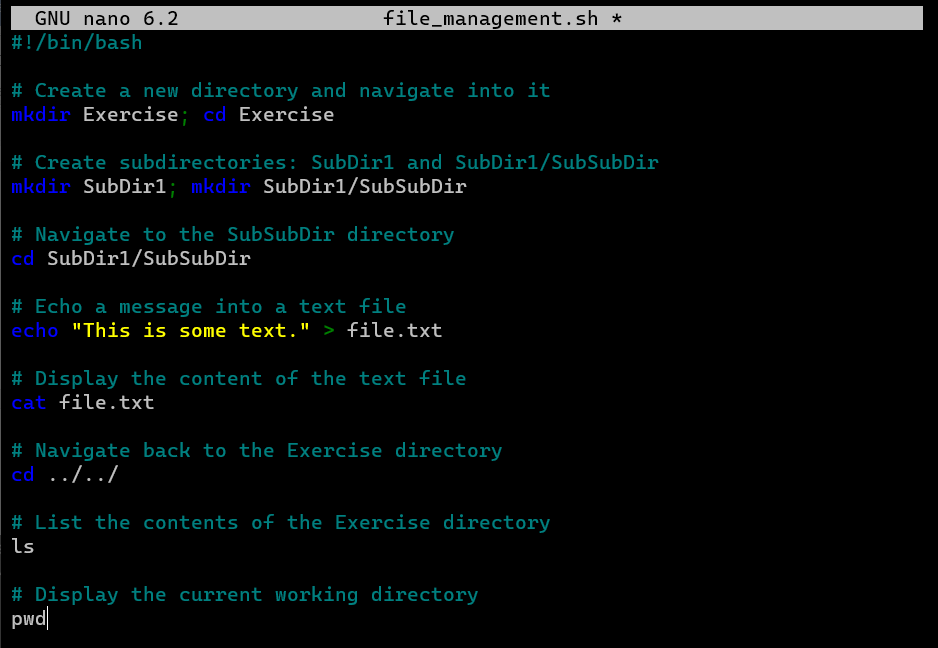 GNU nano 6.2 file_management.sh *
#!/bin/bash
# Create a new directory and navigate into it
mkdir Exercise; cd Exercise
# Create subdirectories: SubDir1 and SubDir1/SubSubDir
mkdir SubDir1; mkdir SubDir1/SubSubDir
# Navigate to the SubSubDir directory
cd SubDir1/SubSubDir
# Echo a message into a text file
echo "This is some text." > file.txt
# Display the content of the text file
cat file.txt
# Navigate back to the Exercise directory
cd ../../
# List the contents of the Exercise directory
ls
# Display the current working directory
pwd